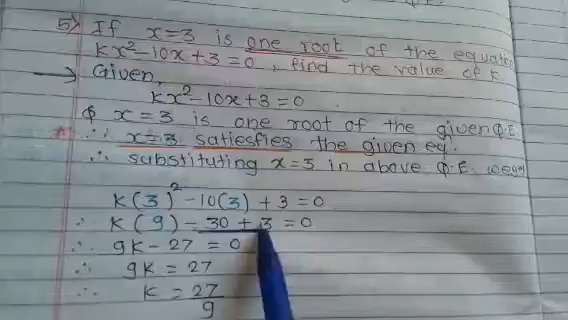 5) If x=3 is one root of the equation
kx²-10x+3=0, find the value of k
→ Given,
kx²-10x+3=0
& x=3 is one root of the given Q.E.
* ∴ x=3 satiesfies the given eqⁿ.
∴ substituting x=3 in above Q.E. we get
k(3)²-10(3)+3=0
∴ k(9)-30+3=0
∴ 9k-27=0
∴ 9k=27
∴ k=27/9